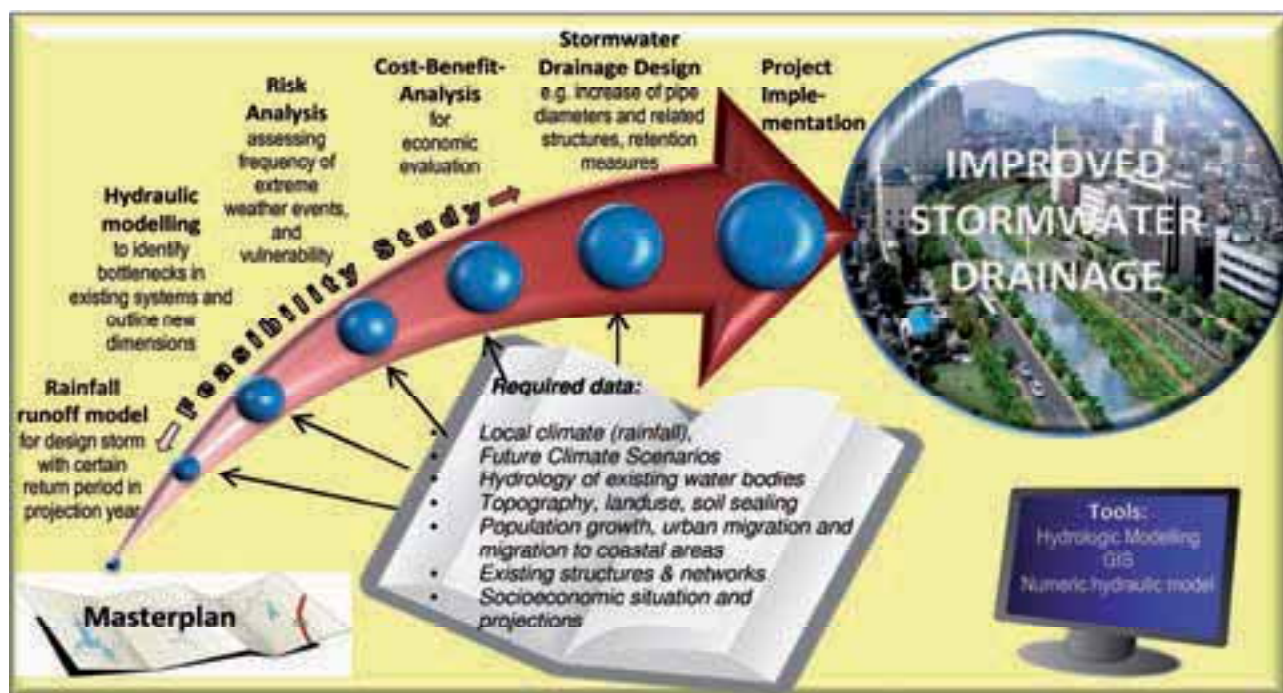 Masterplan
Rainfall
runoff model
for design storm
with certain
return period in
projection year
Hydraulic
modelling
to identify
bottlenecks in
existing systems and
outline new
dimensions
Risk
Analysis
assessing
frequency of
extreme
weather events,
and
vulnerability
Cost-Benefit-
Analysis
for
economic
evaluation
Stormwater
Drainage Design
e.g. increase of pipe
diameters and related
structures, retention
measures
Project
Imple-
mentation
Feasibility Study
IMPROVED
STORMWATER
DRAINAGE
Required data:
• Local climate (rainfall),
• Future Climate Scenarios
• Hydrology of existing water bodies
• Topography, landuse, soil sealing
• Population growth, urban migration and
migration to coastal areas
• Existing structures & networks
• Socioeconomic situation and
projections
Tools:
Hydrologic Modelling
GIS
Numeric hydraulic model